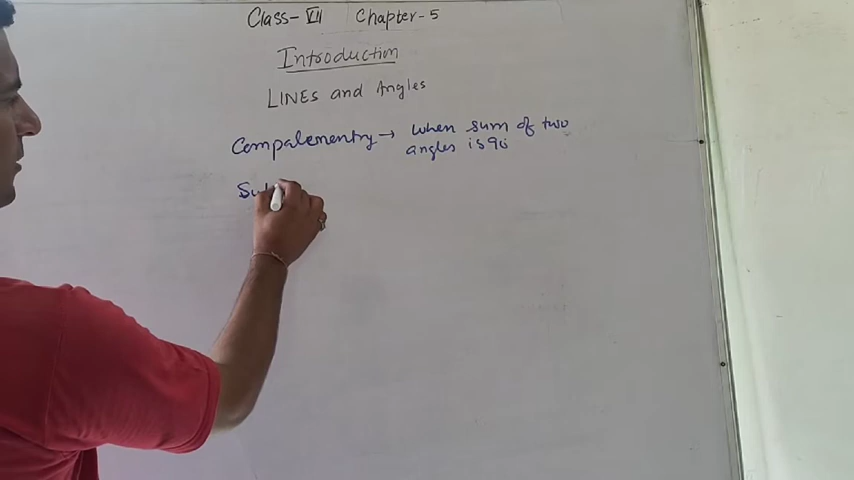 Class-VII Chapter-5
Introduction
LINES and Angles
Compalementry → When sum of two
angles is 90